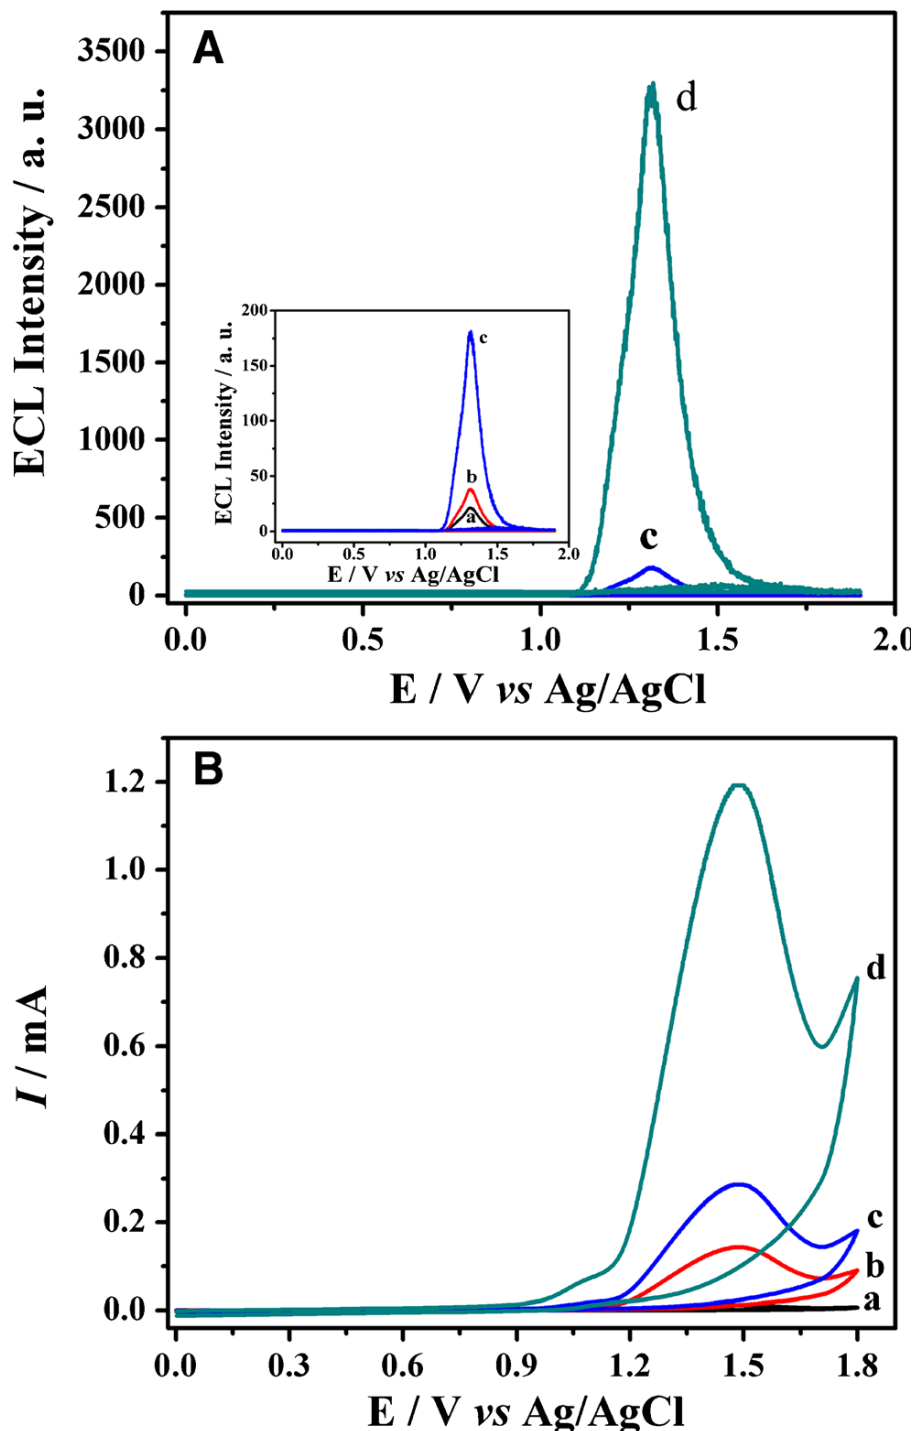 A
ECL Intensity / a. u.
3500
3000
2500
2000
1500
1000
500
0
d
c
ECL Intensity / a. u.
200
150
100
50
0
c
b
a
0.0 0.5 1.0 1.5 2.0
E / V vs Ag/AgCl
0.0 0.5 1.0 1.5 2.0
E / V vs Ag/AgCl
B
I / mA
1.2
1.0
0.8
0.6
0.4
0.2
0.0
d
c
b
a
0.0 0.3 0.6 0.9 1.2 1.5 1.8
E / V vs Ag/AgCl